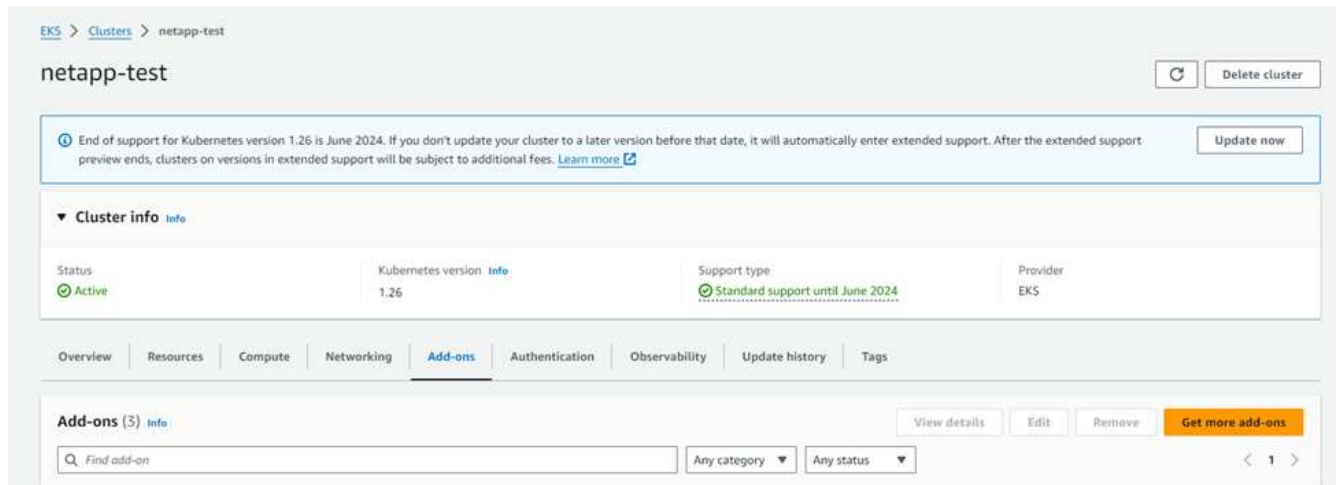 EKS > Clusters > netapp-test
netapp-test
Delete cluster
End of support for Kubernetes version 1.26 is June 2024. If you don't update your cluster to a later version before that date, it will automatically enter extended support. After the extended support
preview ends, clusters on versions in extended support will be subject to additional fees. Learn more
Update now
Cluster info Info
Status
Active
Kubernetes version Info
1.26
Support type
Standard support until June 2024
Provider
EKS
Overview Resources Compute Networking Add-ons Authentication Observability Update history Tags
Add-ons (3) Info
View details Edit Remove Get more add-ons
Find add-on
Any category Any status
< 1 >